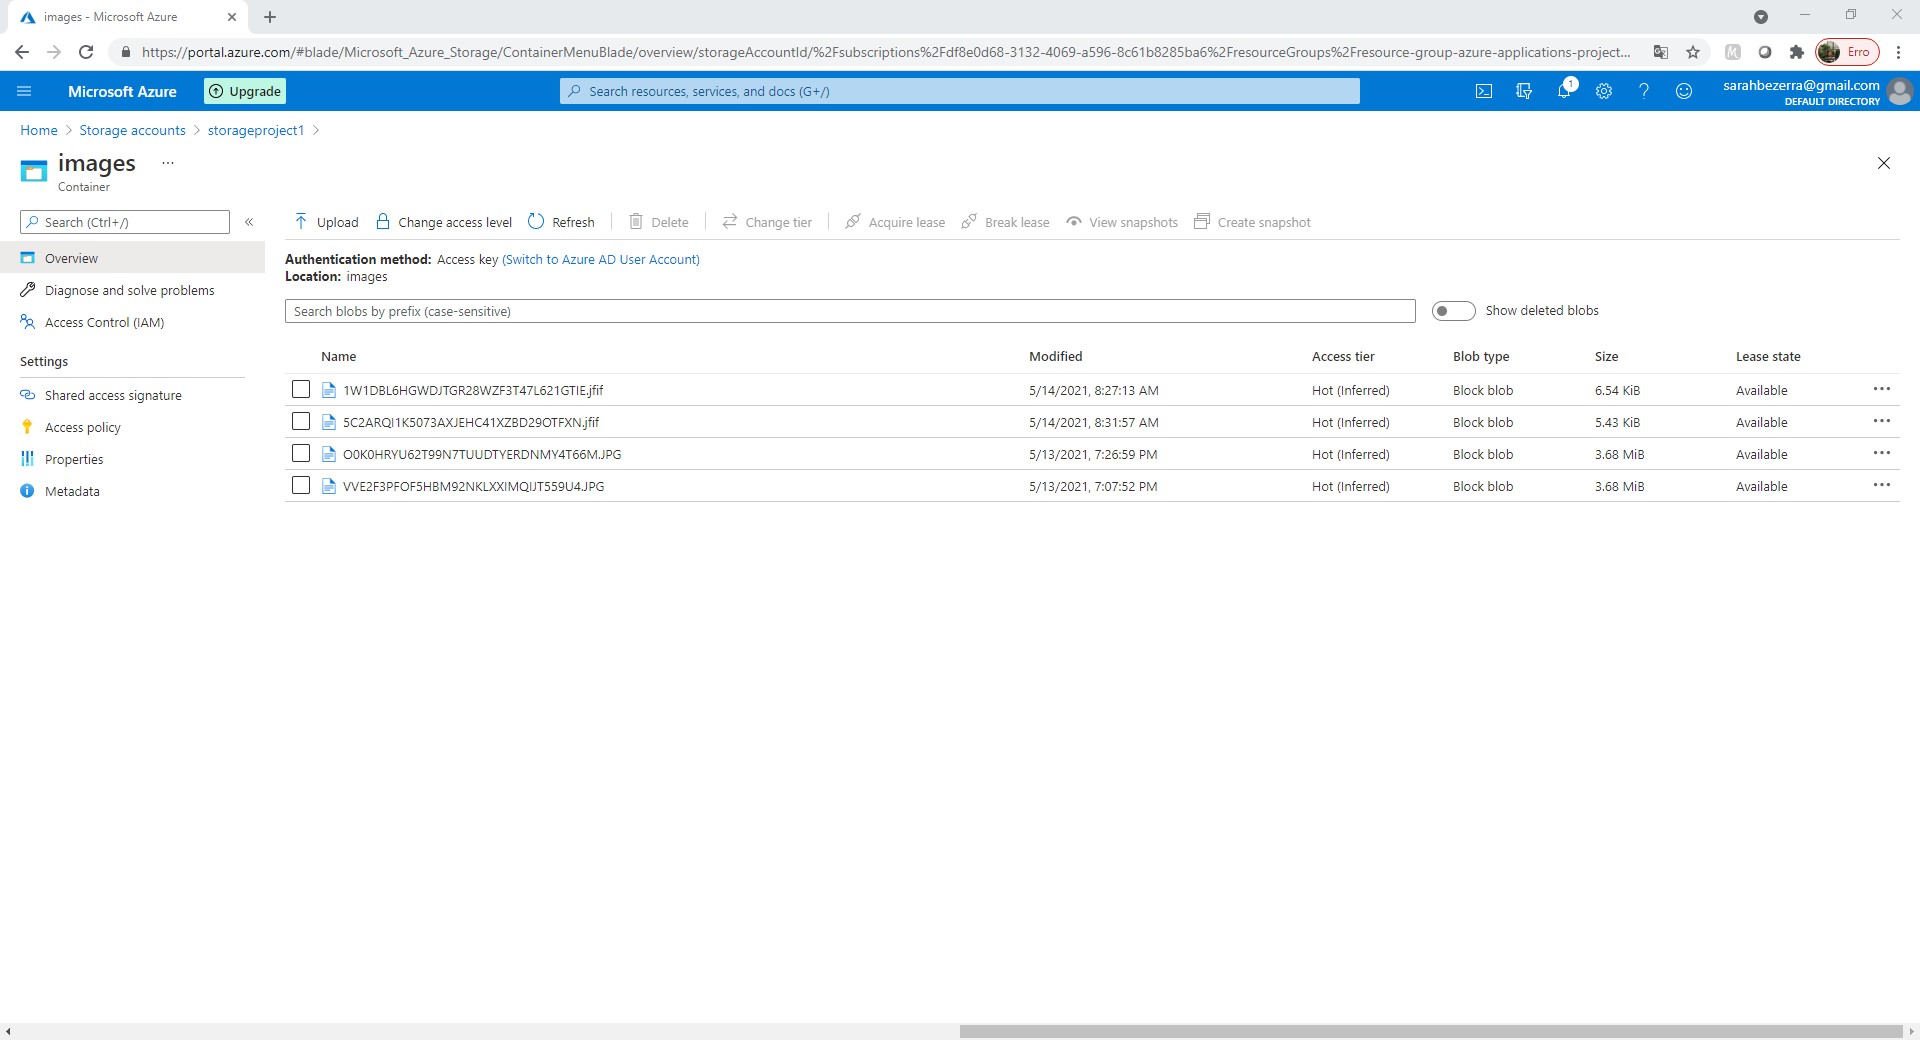 images - Microsoft Azure
https://portal.azure.com/#blade/Microsoft_Azure_Storage/ContainerMenuBlade/overview/storageAccountId/%2Fsubscriptions%2Fdf8e0d68-3132-4069-a596-8c61b8285ba6%2FresourceGroups%2Fresource-group-azure-applications-project...
Erro
Microsoft Azure
Upgrade
Search resources, services, and docs (G+/)
1
sarahbezerra@gmail.com
DEFAULT DIRECTORY
Home > Storage accounts > storageproject1 >
images ...
Container
Search (Ctrl+/)
«
Overview
Diagnose and solve problems
Access Control (IAM)
Settings
Shared access signature
Access policy
Properties
Metadata
Upload Change access level Refresh Delete Change tier Acquire lease Break lease View snapshots Create snapshot
Authentication method: Access key (Switch to Azure AD User Account)
Location: images
Search blobs by prefix (case-sensitive)
Show deleted blobs
Name Modified Access tier Blob type Size Lease state
1W1DBL6HGWDJTGR28WZF3T47L621GTIE.jfif 5/14/2021, 8:27:13 AM Hot (Inferred) Block blob 6.54 KiB Available ...
5C2ARQI1K5073AXJEHC41XZBD29OTFXN.jfif 5/14/2021, 8:31:57 AM Hot (Inferred) Block blob 5.43 KiB Available ...
O0K0HRYU62T99N7TUUDTYERDNMY4T66M.JPG 5/13/2021, 7:26:59 PM Hot (Inferred) Block blob 3.68 MiB Available ...
VVE2F3PFOF5HBM92NKLXXIMQIJT559U4.JPG 5/13/2021, 7:07:52 PM Hot (Inferred) Block blob 3.68 MiB Available ...